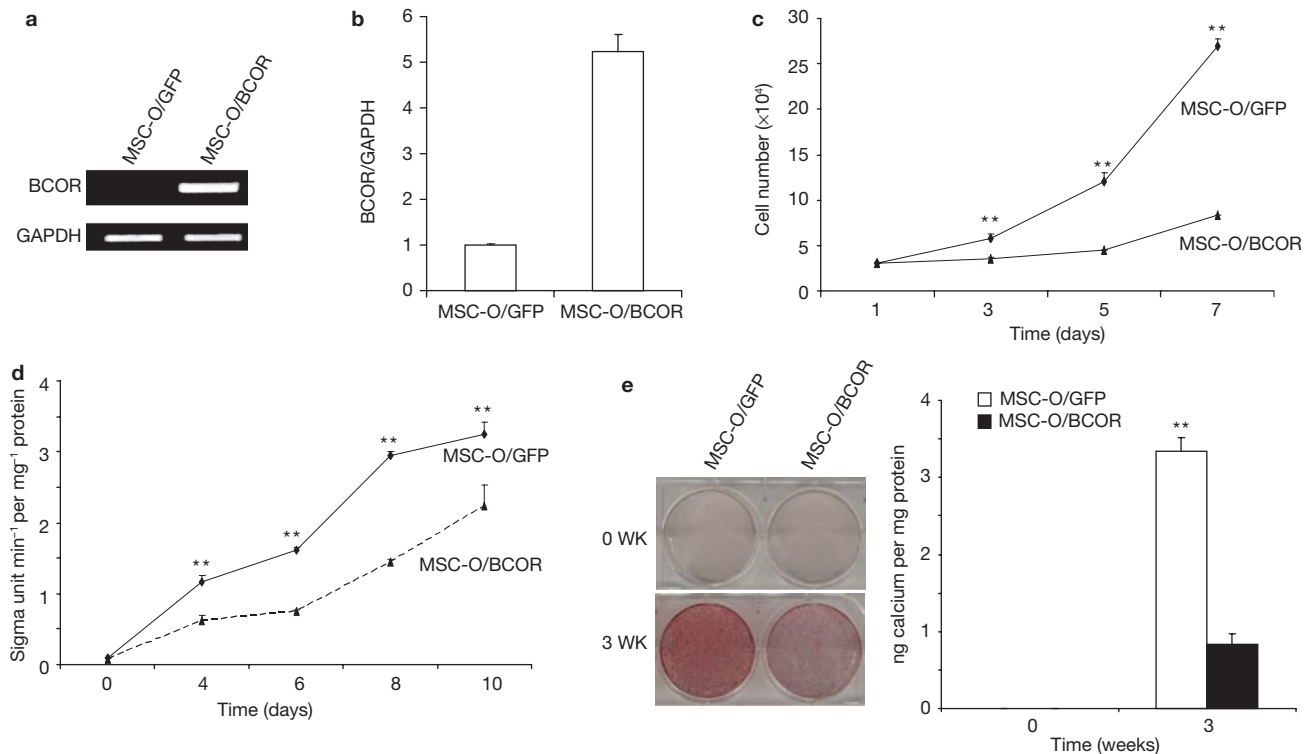 a
MSC-O/GFP
MSC-O/BCOR
BCOR
GAPDH
b
BCOR/GAPDH
6
5
4
3
2
1
0
MSC-O/GFP MSC-O/BCOR
c
Cell number (×10⁴)
30
25
20
15
10
5
0
**
**
**
MSC-O/GFP
MSC-O/BCOR
1 3 5 7
Time (days)
d
Sigma unit min⁻¹ per mg⁻¹ protein
4
3
2
1
0
**
**
**
**
MSC-O/GFP
MSC-O/BCOR
0 4 6 8 10
Time (days)
e
MSC-O/GFP
MSC-O/BCOR
0 WK
3 WK
ng calcium per mg protein
4
3
2
1
0
MSC-O/GFP
MSC-O/BCOR
**
0 3
Time (weeks)